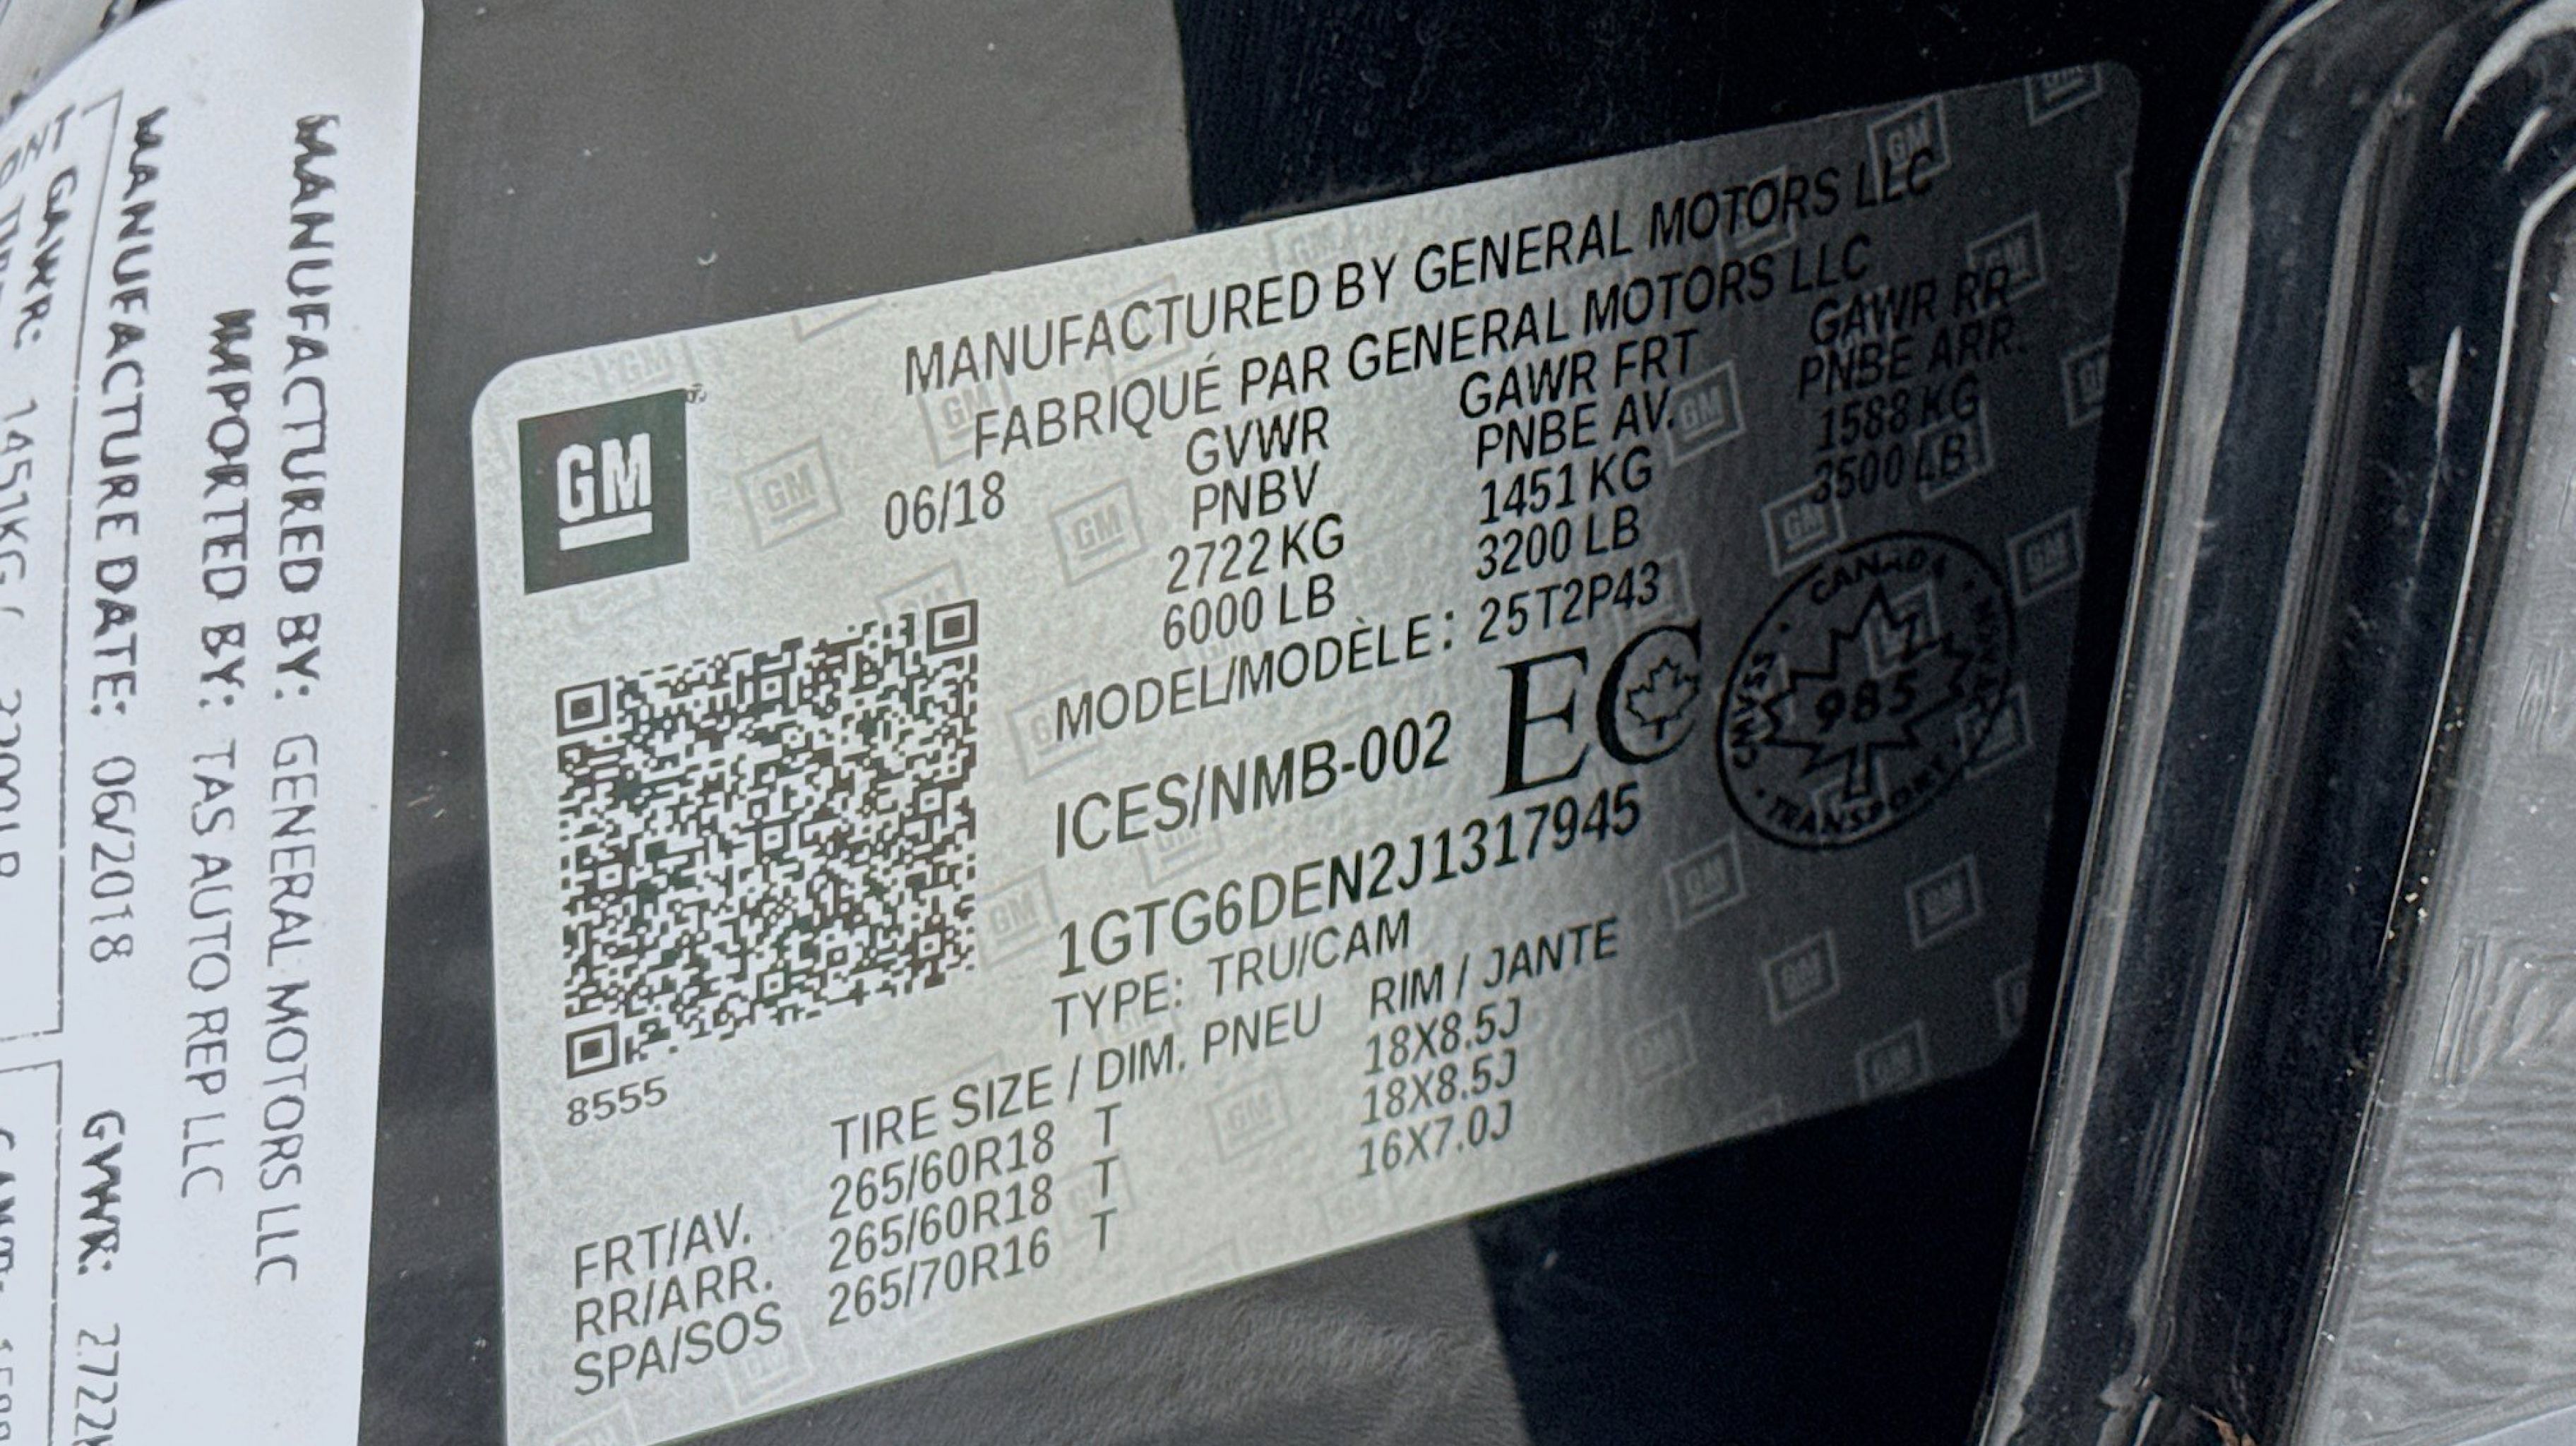 MANUFACTURED BY: GENERAL MOTORS LLC
IMPORTED BY: TAS AUTO REP LLC
MANUFACTURE DATE: 06/2018
GVWR: 2722
GAWR: 1451KG
GM
MANUFACTURED BY GENERAL MOTORS LLC
FABRIQUÉ PAR GENERAL MOTORS LLC
06/18
GVWR GAWR FRT GAWR RR
PNBV PNBE AV. PNBE ARR.
2722 KG 1451 KG 1588 KG
6000 LB 3200 LB 3500 LB
MODEL/MODÈLE: 25T2P43
ICES/NMB-002 EC
CANADA TRANSPORT
985
1GTG6DEN2J1317945
TYPE: TRU/CAM
8555
TIRE SIZE / DIM. PNEU RIM / JANTE
FRT/AV. 265/60R18 T 18X8.5J
RR/ARR. 265/60R18 T 18X8.5J
SPA/SOS 265/70R16 T 16X7.0J